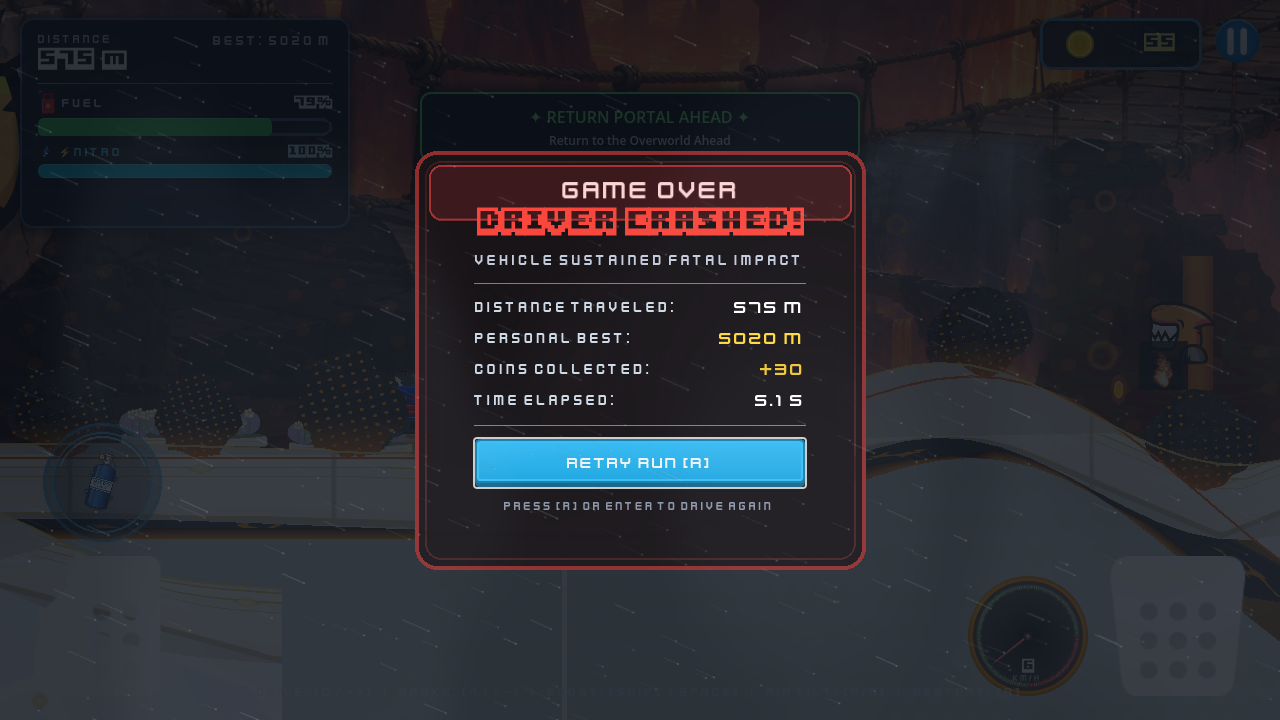 DISTANCE
BEST: 5020 M
575 M
FUEL
79%
⚡NITRO
100%
55
✦ RETURN PORTAL AHEAD ✦
Return to the Overworld Ahead
GAME OVER
DRIVER CRASHED!
VEHICLE SUSTAINED FATAL IMPACT
DISTANCE TRAVELED: 575 M
PERSONAL BEST: 5020 M
COINS COLLECTED: +30
TIME ELAPSED: 5.1 S
RETRY RUN [R]
PRESS [R] OR ENTER TO DRIVE AGAIN
6
KM/H